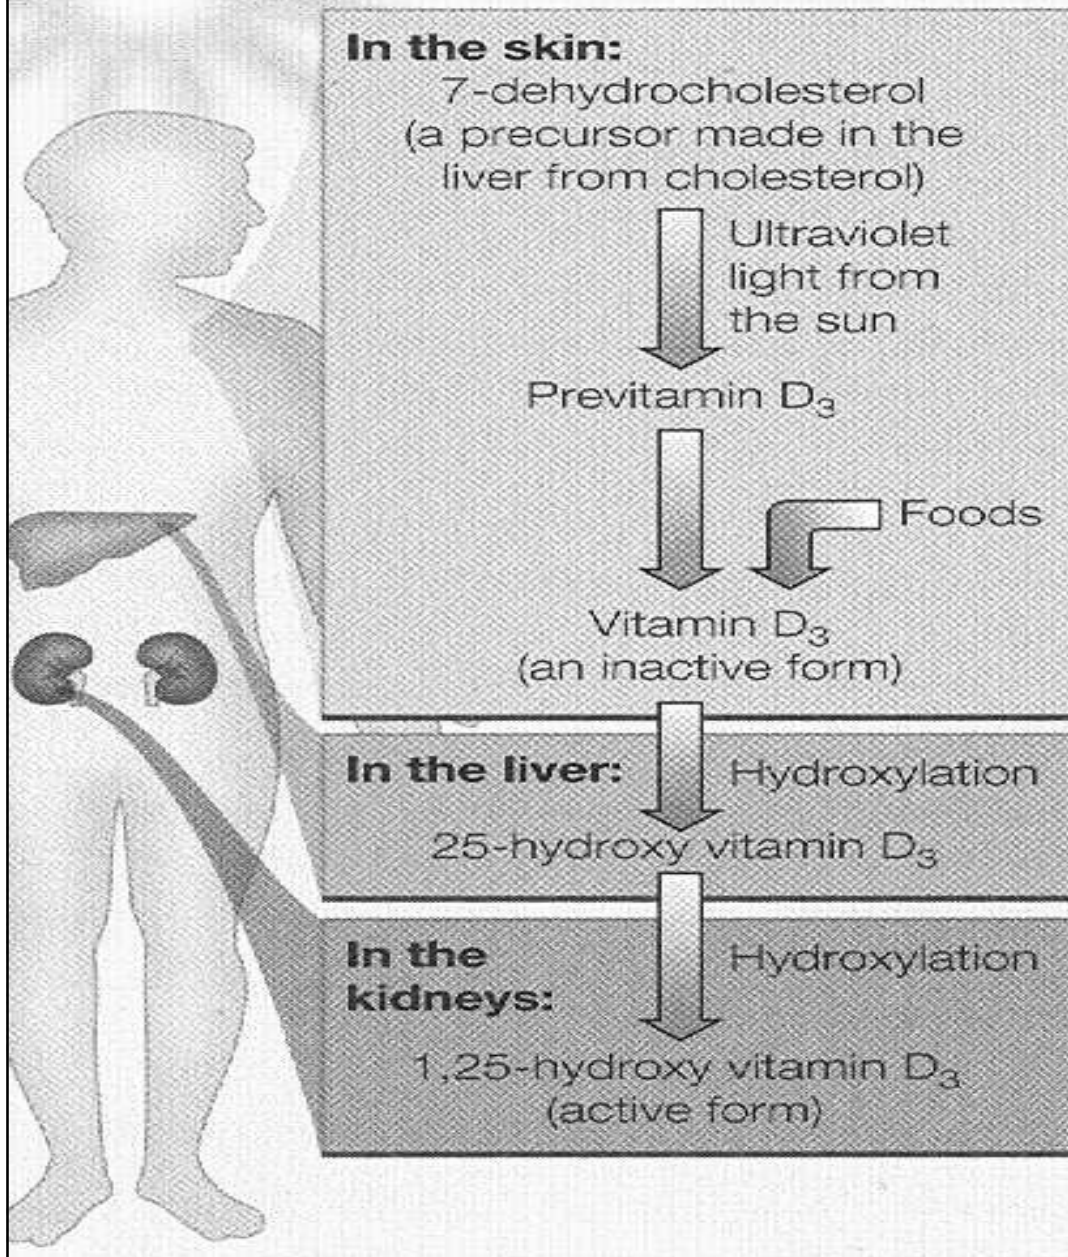 In the skin:
7-dehydrocholesterol
(a precursor made in the
liver from cholesterol)
Ultraviolet
light from
the sun
Previtamin D₃
Foods
Vitamin D₃
(an inactive form)
In the liver:
Hydroxylation
25-hydroxy vitamin D₃
In the
kidneys:
Hydroxylation
1,25-hydroxy vitamin D₃
(active form)